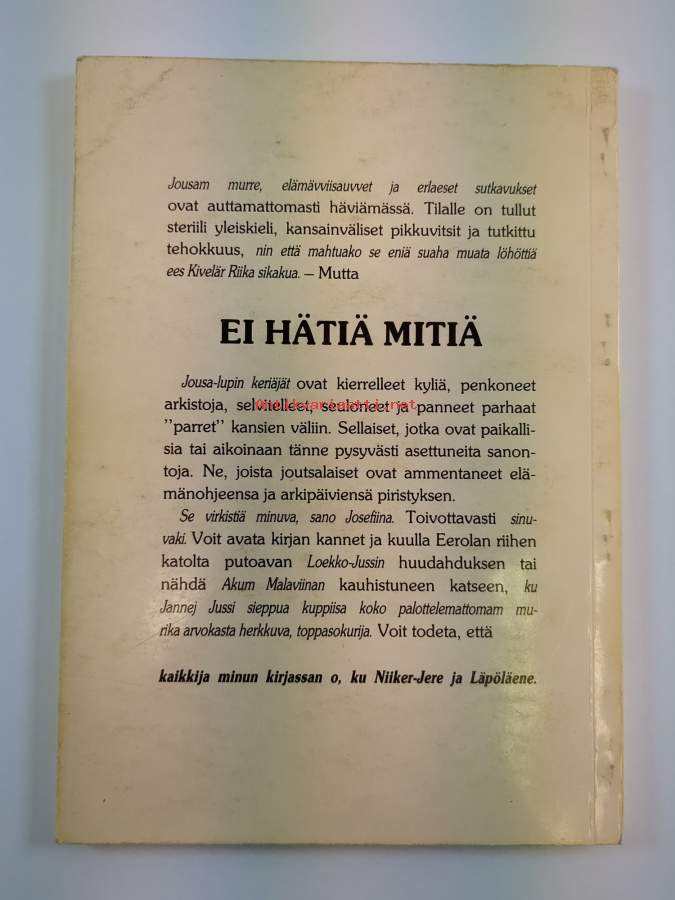 Jousam murre, elämävviisauvvet ja erlaeset sutkavukset
ovat auttamattomasti häviämässä. Tilalle on tullut
steriili yleiskieli, kansainväliset pikkuvitsit ja tutkittu
tehokkuus, nin että mahtuako se eniä suaha muata löhöttiä
ees Kivelär Riika sikakua. – Mutta
EI HÄTIÄ MITIÄ
Jousa-lupin keriäjät ovat kierrelleet kyliä, penkoneet
arkistoja, selvitelleet, seuloneet ja panneet parhaat
Antikvariaatti.net
"parret" kansien väliin. Sellaiset, jotka ovat paikalli-
sia tai aikoinaan tänne pysyvästi asettuneita sanon-
toja. Ne, joista joutsalaiset ovat ammentaneet elä-
mänohjeensa ja arkipäiviensä piristyksen.
Se virkistiä minuva, sano Josefiina. Toivottavasti sinu-
vaki. Voit avata kirjan kannet ja kuulla Eerolan riihen
katolta putoavan Loekko-Jussin huudahduksen tai
nähdä Akum Malaviinan kauhistuneen katseen, ku
Jannej Jussi sieppua kuppiisa koko palottelemattomam mu-
rika arvokasta herkkuva, toppasokurija. Voit todeta, että
kaikkija minun kirjassan o, ku Niiker-Jere ja Läpöläene.